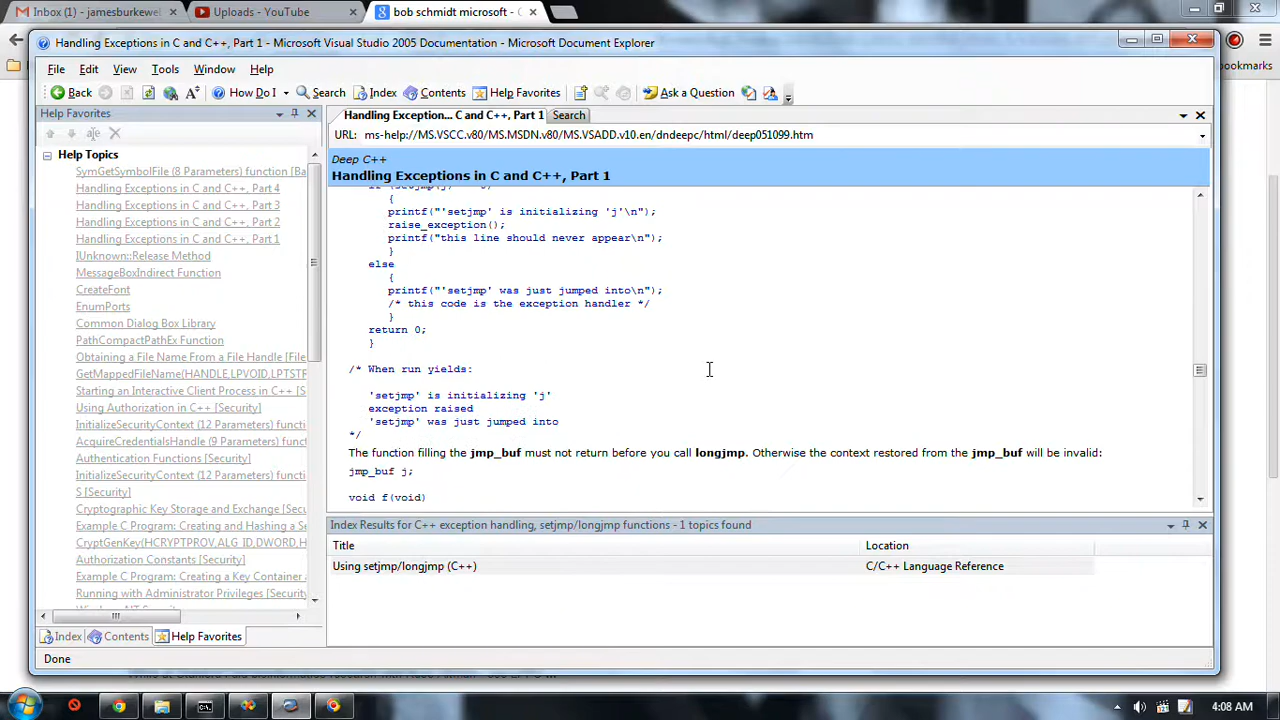 Inbox (1) - jamesburkewel
Uploads - YouTube
bob schmidt microsoft - 
Handling Exceptions in C and C++, Part 1 - Microsoft Visual Studio 2005 Documentation - Microsoft Document Explorer
bookmarks
File Edit View Tools Window Help
Back How Do I Search Index Contents Help Favorites Ask a Question
Help Favorites
Handling Exception... C and C++, Part 1 Search
URL: ms-help://MS.VSCC.v80/MS.MSDN.v80/MS.VSADD.v10.en/dndeepc/html/deep051099.htm
Help Topics
SymGetSymbolFile (8 Parameters) function [Ba
Handling Exceptions in C and C++, Part 4
Handling Exceptions in C and C++, Part 3
Handling Exceptions in C and C++, Part 2
Handling Exceptions in C and C++, Part 1
IUnknown::Release Method
MessageBoxIndirect Function
CreateFont
EnumPorts
Common Dialog Box Library
PathCompactPathEx Function
Obtaining a File Name From a File Handle [File
GetMappedFileName(HANDLE,LPVOID,LPTSTR
Starting an Interactive Client Process in C++ [S
Using Authorization in C++ [Security]
InitializeSecurityContext (12 Parameters) functi
AcquireCredentialsHandle (9 Parameters) funct
Authentication Functions [Security]
InitializeSecurityContext (12 Parameters) functi
S [Security]
Cryptographic Key Storage and Exchange [Secu
Example C Program: Creating and Hashing a Se
CryptGenKey(HCRYPTPROV,ALG_ID,DWORD,H
Authorization Constants [Security]
Example C Program: Creating a Key Container 
Running with Administrator Privileges [Security
Index Contents Help Favorites
Deep C++
Handling Exceptions in C and C++, Part 1
{
printf("'setjmp' is initializing 'j'\n");
raise_exception();
printf("this line should never appear\n");
}
else
{
printf("'setjmp' was just jumped into\n");
/* this code is the exception handler */
}
return 0;
}
/* When run yields:
'setjmp' is initializing 'j'
exception raised
'setjmp' was just jumped into
*/
The function filling the jmp_buf must not return before you call longjmp. Otherwise the context restored from the jmp_buf will be invalid:
jmp_buf j;
void f(void)
Index Results for C++ exception handling, setjmp/longjmp functions - 1 topics found
Title Location
Using setjmp/longjmp (C++) C/C++ Language Reference
Done
4:08 AM